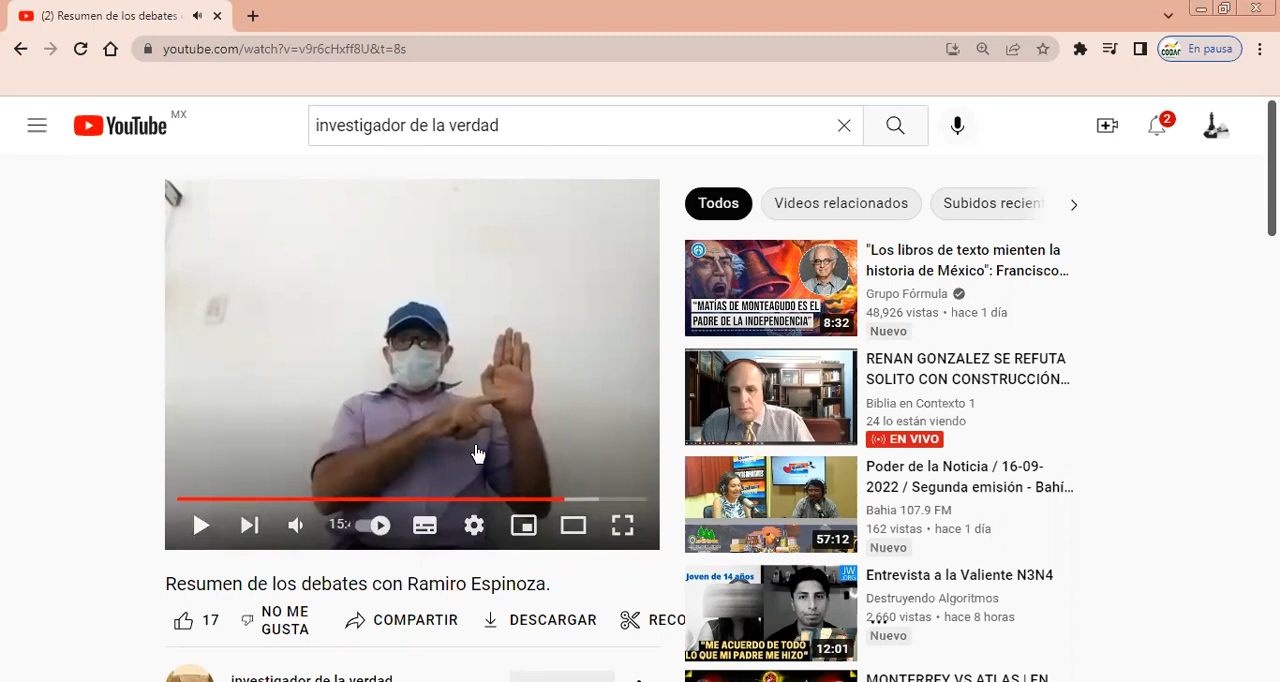 (2) Resumen de los debates
youtube.com/watch?v=v9r6cHxff8U&t=8s
En pausa
YouTube MX
investigador de la verdad
2
Todos
Videos relacionados
Subidos recient
"MATÍAS DE MONTEAGUDO ES EL
PADRE DE LA INDEPENDENCIA"
8:32
"Los libros de texto mienten la
historia de México": Francisco...
Grupo Fórmula
48,926 vistas • hace 1 día
Nuevo
RENAN GONZALEZ SE REFUTA
SOLITO CON CONSTRUCCIÓN...
Biblia en Contexto 1
24 lo están viendo
EN VIVO
57:12
Poder de la Noticia / 16-09-
2022 / Segunda emisión - Bahí...
Bahia 107.9 FM
162 vistas • hace 1 día
Nuevo
Joven de 14 años
JW.ORG
"ME ACUERDO DE TODO
LO QUE MI PADRE ME HIZO"
12:01
Entrevista a la Valiente N3N4
Destruyendo Algoritmos
2,660 vistas • hace 8 horas
Nuevo
MONTERREY VS ATLAS | EN
15:4
Resumen de los debates con Ramiro Espinoza.
17
NO ME
GUSTA
COMPARTIR
DESCARGAR
RECO
investigador de la verdad